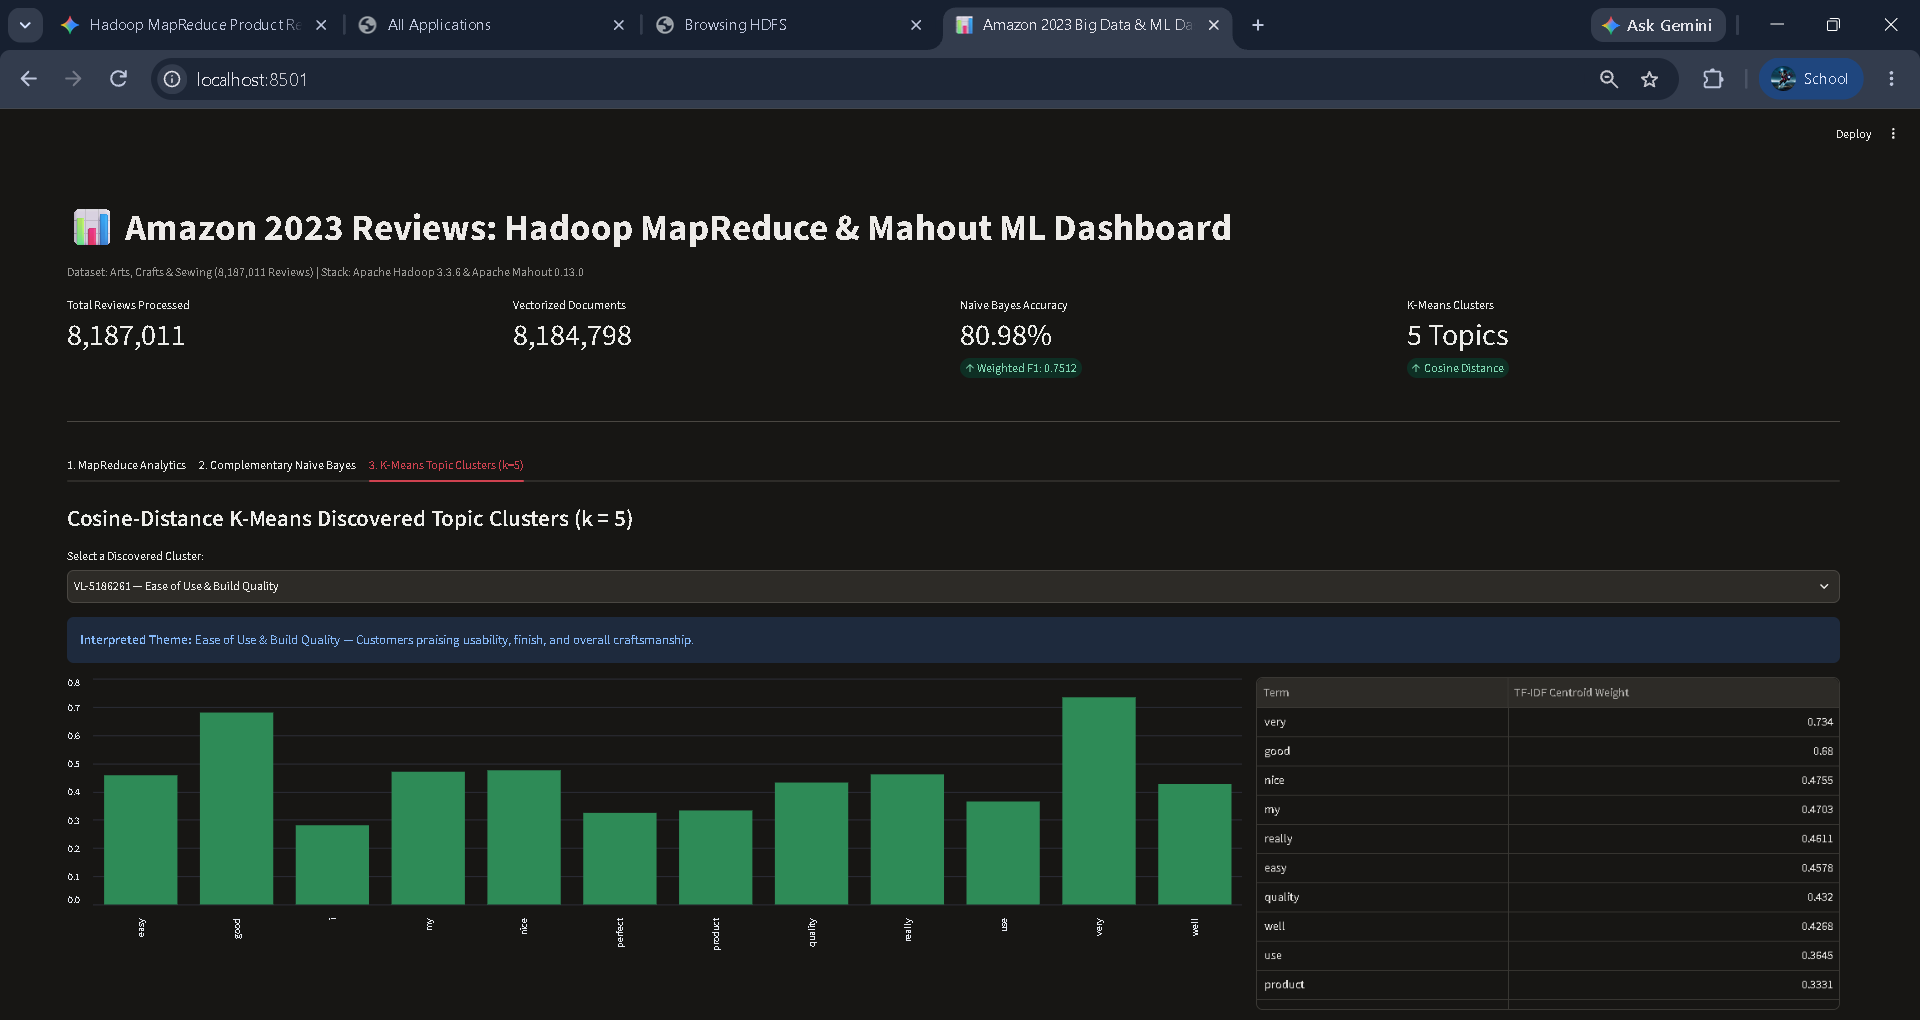 Hadoop MapReduce Product Re
All Applications
Browsing HDFS
Amazon 2023 Big Data & ML Da
Ask Gemini
localhost:8501
School
Deploy
Amazon 2023 Reviews: Hadoop MapReduce & Mahout ML Dashboard
Dataset: Arts, Crafts & Sewing (8,187,011 Reviews) | Stack: Apache Hadoop 3.3.6 & Apache Mahout 0.13.0
Total Reviews Processed
8,187,011
Vectorized Documents
8,184,798
Naive Bayes Accuracy
80.98%
↑ Weighted F1: 0.7512
K-Means Clusters
5 Topics
↑ Cosine Distance
1. MapReduce Analytics
2. Complementary Naive Bayes
3. K-Means Topic Clusters (k=5)
Cosine-Distance K-Means Discovered Topic Clusters (k = 5)
Select a Discovered Cluster:
VL-5186261 — Ease of Use & Build Quality
Interpreted Theme: Ease of Use & Build Quality — Customers praising usability, finish, and overall craftsmanship.
0.8
0.7
0.6
0.5
0.4
0.3
0.2
0.1
0.0
easy
good
i
my
nice
perfect
product
quality
really
use
very
well
Term TF-IDF Centroid Weight
very 0.734
good 0.68
nice 0.4755
my 0.4703
really 0.4611
easy 0.4578
quality 0.432
well 0.4268
use 0.3645
product 0.3331